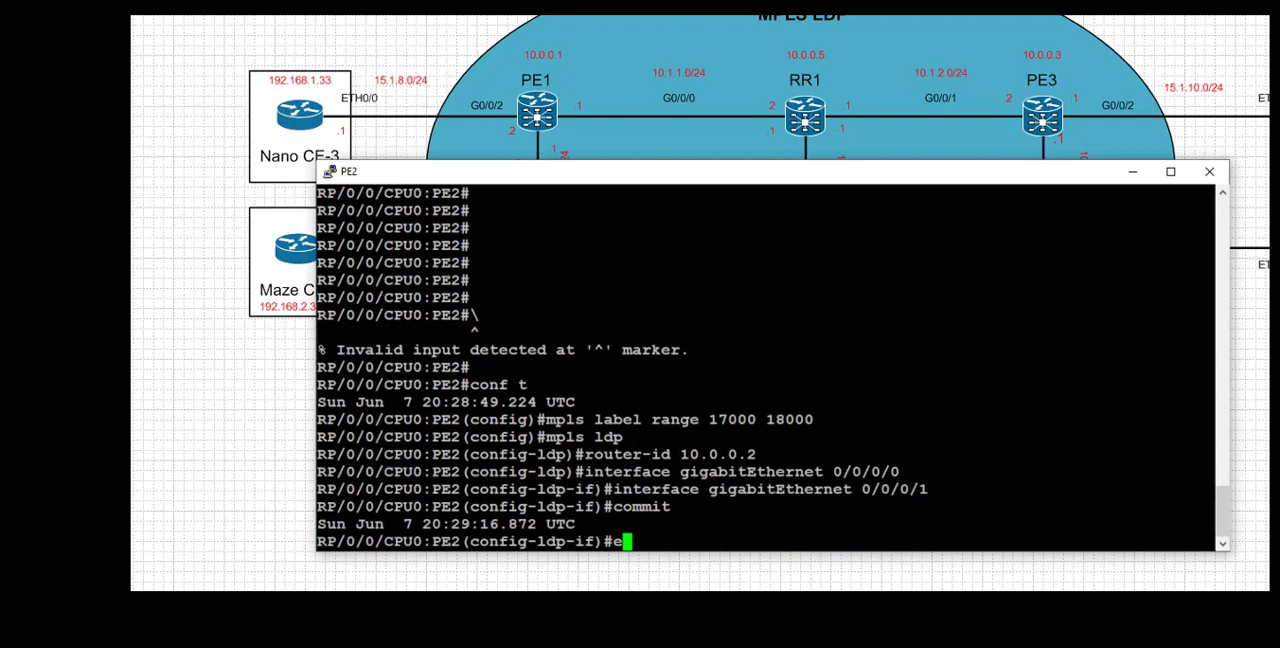 MPLS LDP
10.0.0.1
10.0.0.5
10.0.0.3
192.168.1.33
15.1.8.0/24
PE1
10.1.1.0/24
RR1
10.1.2.0/24
PE3
15.1.10.0/24
ETH0/0
G0/0/2
.1
G0/0/0
.2
.1
G0/0/1
.2
.1
G0/0/2
.1
.2
.1
.1
.1
.1
Nano CE-3
.1
PE2
RP/0/0/CPU0:PE2#
RP/0/0/CPU0:PE2#
RP/0/0/CPU0:PE2#
RP/0/0/CPU0:PE2#
RP/0/0/CPU0:PE2#
RP/0/0/CPU0:PE2#
RP/0/0/CPU0:PE2#
RP/0/0/CPU0:PE2#\
^
% Invalid input detected at '^' marker.
RP/0/0/CPU0:PE2#
RP/0/0/CPU0:PE2#conf t
Sun Jun  7 20:28:49.224 UTC
RP/0/0/CPU0:PE2(config)#mpls label range 17000 18000
RP/0/0/CPU0:PE2(config)#mpls ldp
RP/0/0/CPU0:PE2(config-ldp)#router-id 10.0.0.2
RP/0/0/CPU0:PE2(config-ldp)#interface gigabitEthernet 0/0/0/0
RP/0/0/CPU0:PE2(config-ldp-if)#interface gigabitEthernet 0/0/0/1
RP/0/0/CPU0:PE2(config-ldp-if)#commit
Sun Jun  7 20:29:16.872 UTC
RP/0/0/CPU0:PE2(config-ldp-if)#e
Maze C
192.168.2.3
ET
ET